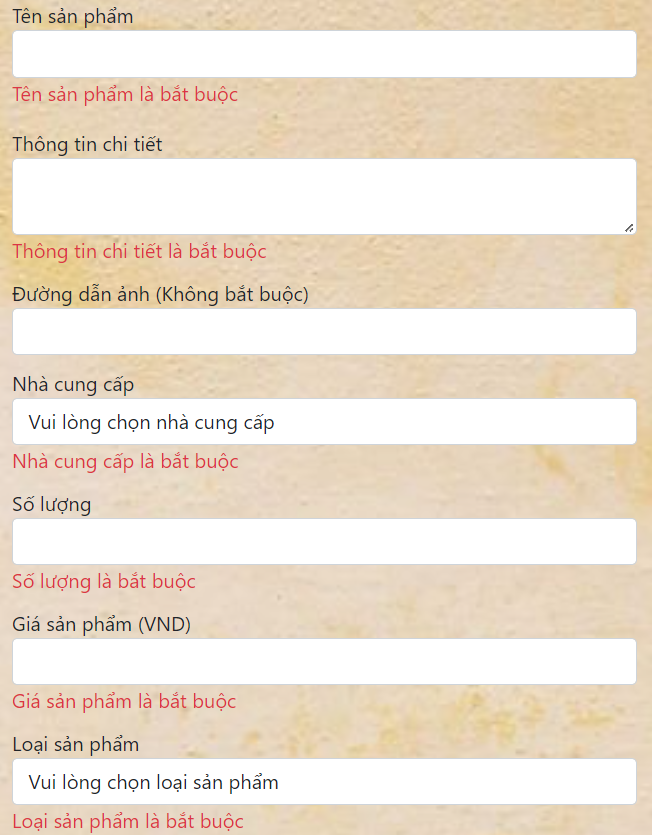 Tên sản phẩm
Tên sản phẩm là bắt buộc
Thông tin chi tiết
Thông tin chi tiết là bắt buộc
Đường dẫn ảnh (Không bắt buộc)
Nhà cung cấp
Vui lòng chọn nhà cung cấp
Nhà cung cấp là bắt buộc
Số lượng
Số lượng là bắt buộc
Giá sản phẩm (VND)
Giá sản phẩm là bắt buộc
Loại sản phẩm
Vui lòng chọn loại sản phẩm
Loại sản phẩm là bắt buộc